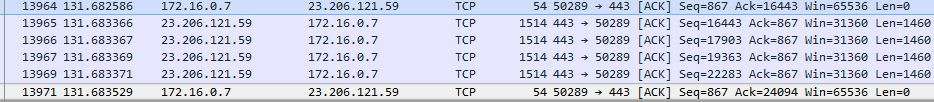 13964 131.682586 172.16.0.7 23.206.121.59 TCP 54 50289 → 443 [ACK] Seq=867 Ack=16443 Win=65536 Len=0
13965 131.683367 23.206.121.59 172.16.0.7 TCP 1514 443 → 50289 [ACK] Seq=16443 Ack=867 Win=31360 Len=1460
13966 131.683367 23.206.121.59 172.16.0.7 TCP 1514 443 → 50289 [ACK] Seq=17903 Ack=867 Win=31360 Len=1460
13967 131.683369 23.206.121.59 172.16.0.7 TCP 1514 443 → 50289 [ACK] Seq=19363 Ack=867 Win=31360 Len=1460
13969 131.683371 23.206.121.59 172.16.0.7 TCP 1514 443 → 50289 [ACK] Seq=22283 Ack=867 Win=31360 Len=1460
13971 131.683529 172.16.0.7 23.206.121.59 TCP 54 50289 → 443 [ACK] Seq=867 Ack=24094 Win=65536 Len=0